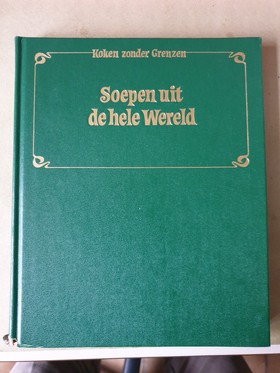 Koken zonder Grenzen
Soepen uit
de hele Wereld